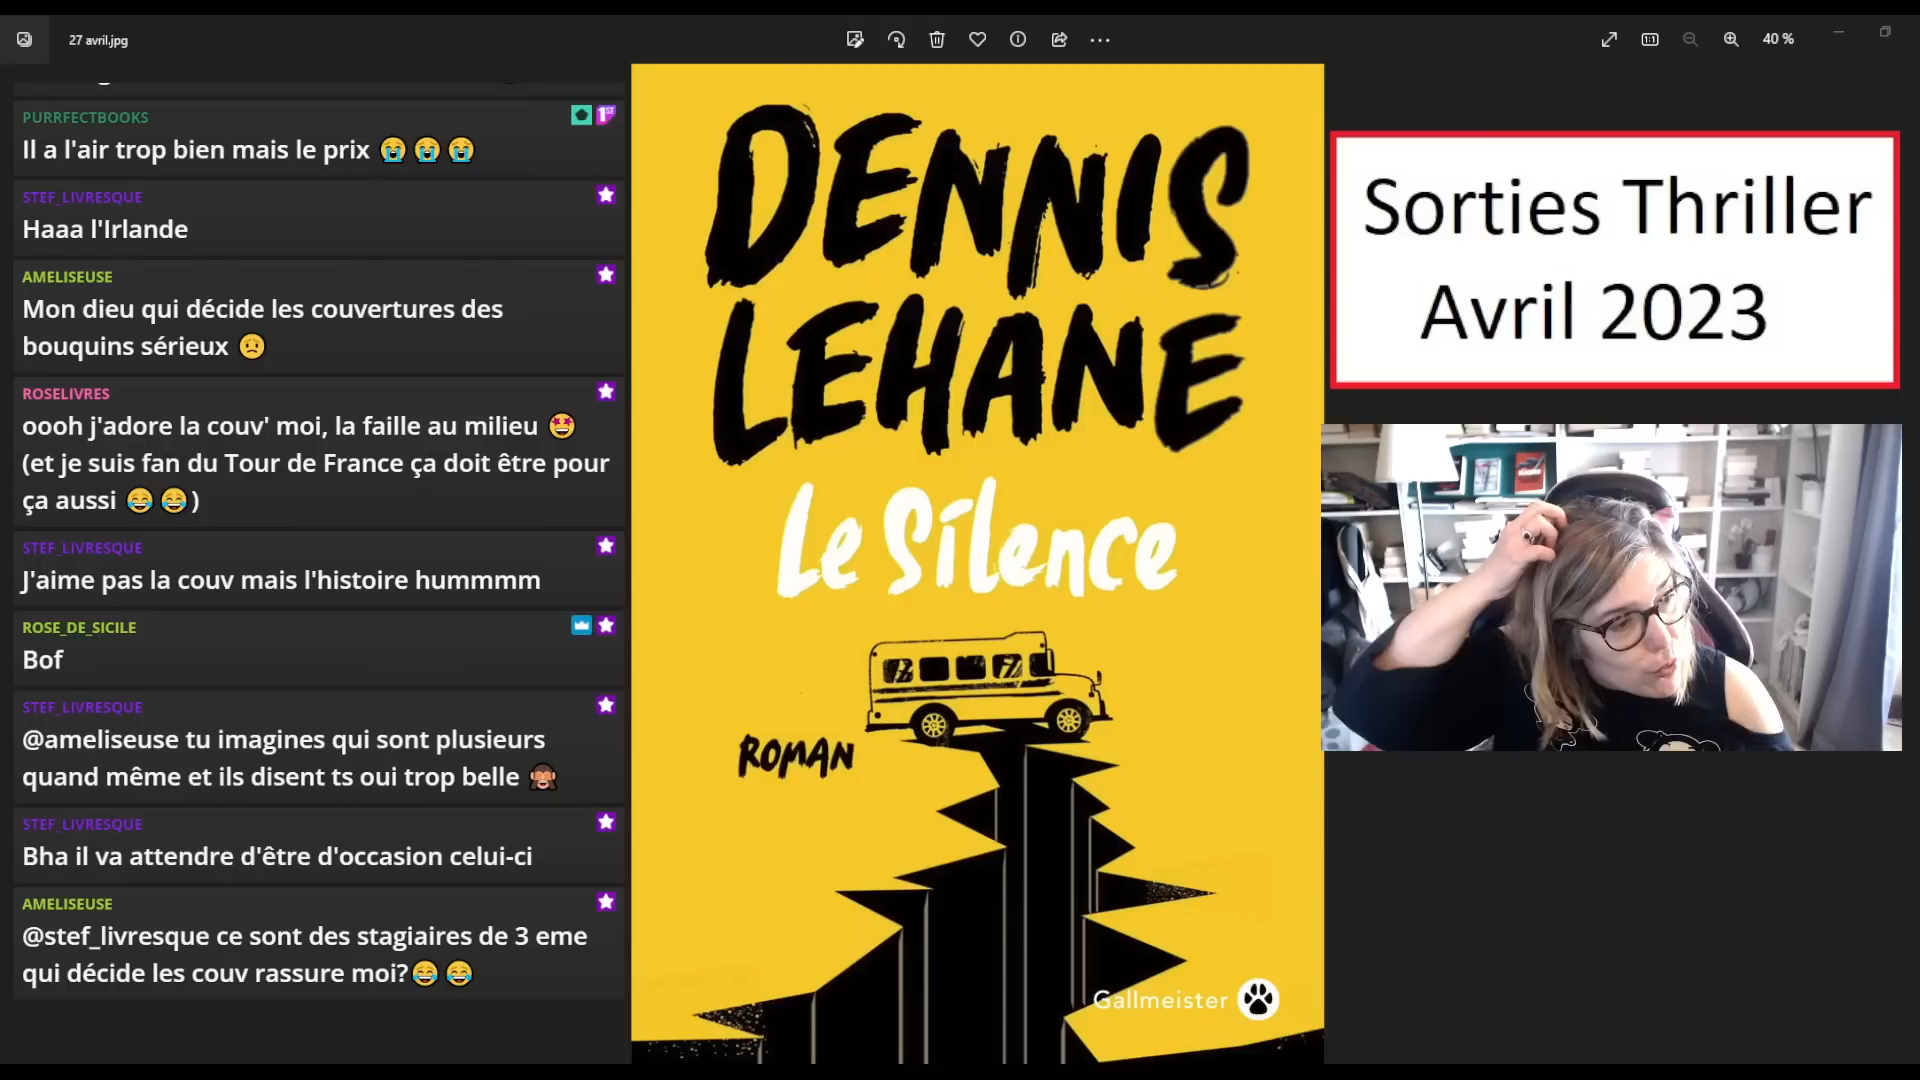 27 avril.jpg
40 %
PURRFECTBOOKS
Il a l'air trop bien mais le prix 😭 😭 😭
STEF_LIVRESQUE
Haaa l'Irlande
AMELISEUSE
Mon dieu qui décide les couvertures des
bouquins sérieux 😟
ROSELIVRES
oooh j'adore la couv' moi, la faille au milieu 🤩
(et je suis fan du Tour de France ça doit être pour
ça aussi 😂 😂 )
STEF_LIVRESQUE
J'aime pas la couv mais l'histoire hummmm
ROSE_DE_SICILE
Bof
STEF_LIVRESQUE
@ameliseuse tu imagines qui sont plusieurs
quand même et ils disent ts oui trop belle 🙈
STEF_LIVRESQUE
Bha il va attendre d'être d'occasion celui-ci
AMELISEUSE
@stef_livresque ce sont des stagiaires de 3 eme
qui décide les couv rassure moi?😂 😂
DENNIS
LEHANE
Le Silence
ROMAN
Gallmeister
Sorties Thriller
Avril 2023